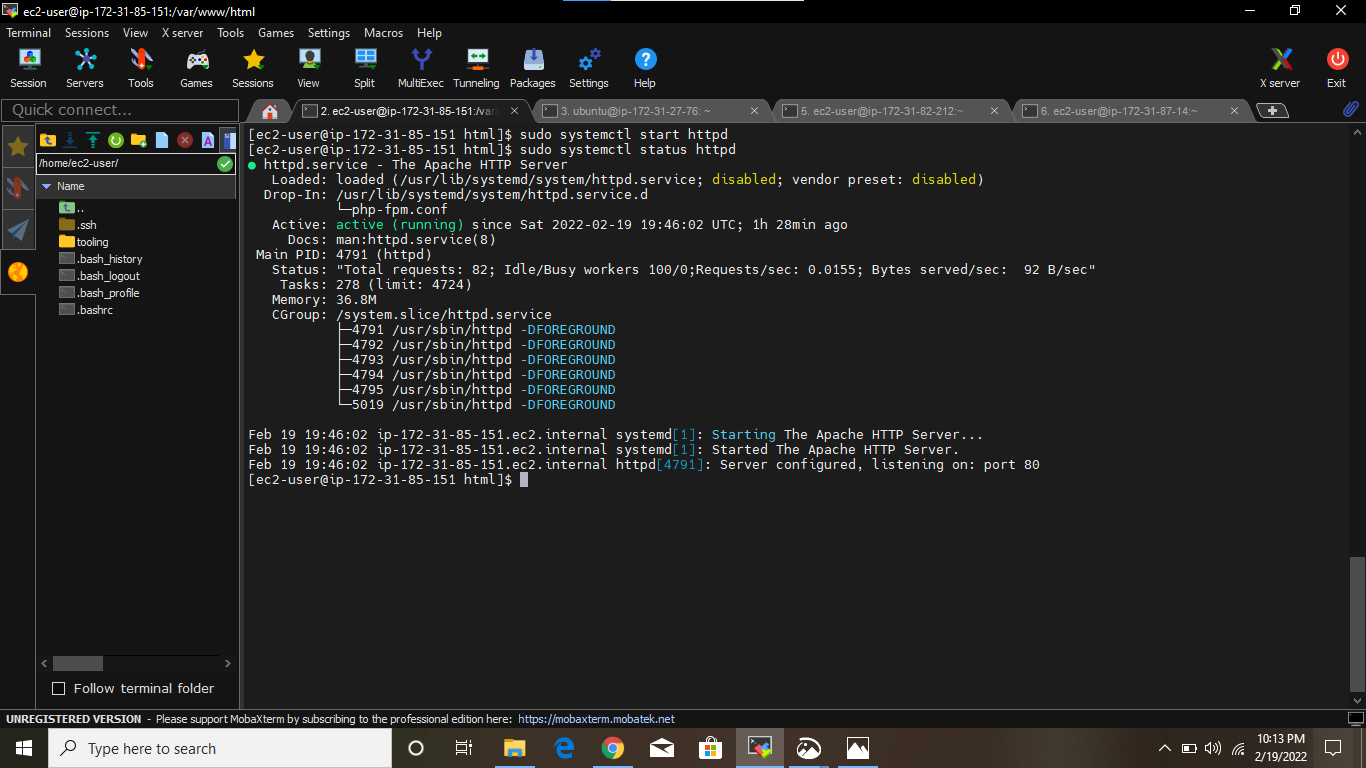 ec2-user@ip-172-31-85-151:/var/www/html
Terminal Sessions View X server Tools Games Settings Macros Help
Session Servers Tools Games Sessions View Split MultiExec Tunneling Packages Settings Help X server Exit
Quick connect...
2. ec2-user@ip-172-31-85-151:/var/
3. ubuntu@ip-172-31-27-76: ~
5. ec2-user@ip-172-31-82-212:~
6. ec2-user@ip-172-31-87-14:~
/home/ec2-user/
Name
..
.ssh
tooling
.bash_history
.bash_logout
.bash_profile
.bashrc
Follow terminal folder
[ec2-user@ip-172-31-85-151 html]$ sudo systemctl start httpd
[ec2-user@ip-172-31-85-151 html]$ sudo systemctl status httpd
● httpd.service - The Apache HTTP Server
Loaded: loaded (/usr/lib/systemd/system/httpd.service; disabled; vendor preset: disabled)
Drop-In: /usr/lib/systemd/system/httpd.service.d
└─php-fpm.conf
Active: active (running) since Sat 2022-02-19 19:46:02 UTC; 1h 28min ago
Docs: man:httpd.service(8)
Main PID: 4791 (httpd)
Status: "Total requests: 82; Idle/Busy workers 100/0;Requests/sec: 0.0155; Bytes served/sec:  92 B/sec"
Tasks: 278 (limit: 4724)
Memory: 36.8M
CGroup: /system.slice/httpd.service
├─4791 /usr/sbin/httpd -DFOREGROUND
├─4792 /usr/sbin/httpd -DFOREGROUND
├─4793 /usr/sbin/httpd -DFOREGROUND
├─4794 /usr/sbin/httpd -DFOREGROUND
├─4795 /usr/sbin/httpd -DFOREGROUND
└─5019 /usr/sbin/httpd -DFOREGROUND
Feb 19 19:46:02 ip-172-31-85-151.ec2.internal systemd[1]: Starting The Apache HTTP Server...
Feb 19 19:46:02 ip-172-31-85-151.ec2.internal systemd[1]: Started The Apache HTTP Server.
Feb 19 19:46:02 ip-172-31-85-151.ec2.internal httpd[4791]: Server configured, listening on: port 80
[ec2-user@ip-172-31-85-151 html]$
UNREGISTERED VERSION - Please support MobaXterm by subscribing to the professional edition here: https://mobaxterm.mobatek.net
Type here to search
10:13 PM
2/19/2022